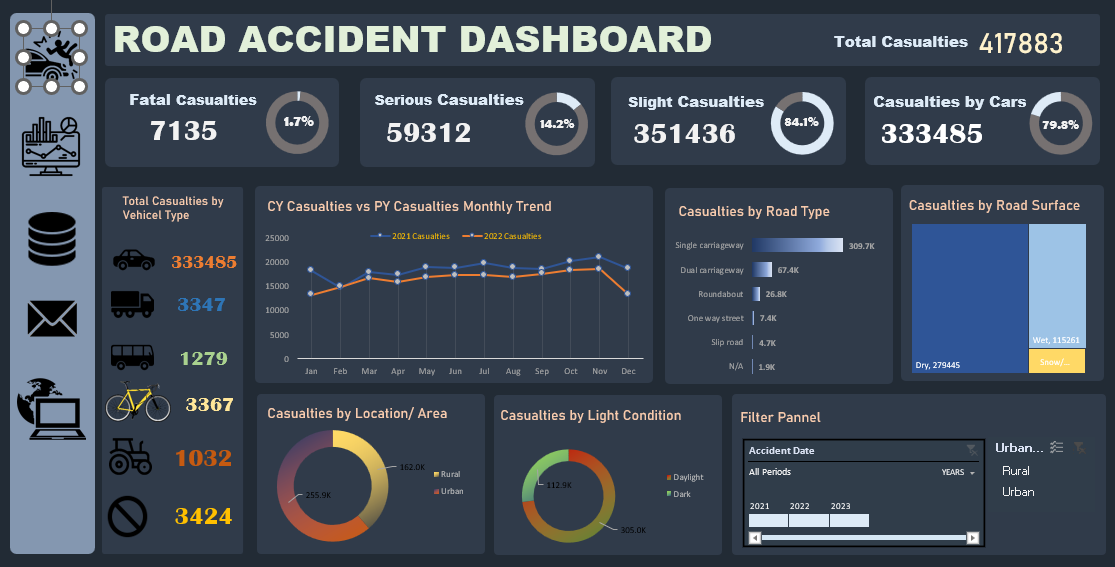 ROAD ACCIDENT DASHBOARD
Total Casualties 417883
Fatal Casualties
7135
1.7%
Serious Casualties
59312
14.2%
Slight Casualties
351436
84.1%
Casualties by Cars
333485
79.8%
Total Casualties by
Vehicel Type
333485
3347
1279
3367
1032
3424
CY Casualties vs PY Casualties Monthly Trend
2021 Casualties 2022 Casualties
25000
20000
15000
10000
5000
0
Jan Feb Mar Apr May Jun Jul Aug Sep Oct Nov Dec
Casualties by Road Type
Single carriageway 309.7K
Dual carriageway 67.4K
Roundabout 26.8K
One way street 7.4K
Slip road 4.7K
N/A 1.9K
Casualties by Road Surface
Dry, 279445
Wet, 115261
Snow/...
Casualties by Location/ Area
162.0K
255.9K
Rural
Urban
Casualties by Light Condition
112.9K
305.0K
Daylight
Dark
Filter Pannel
Accident Date
All Periods YEARS
2021 2022 2023
Urban...
Rural
Urban